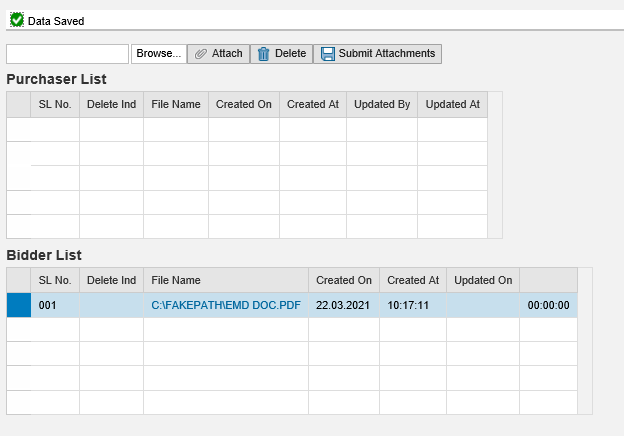 Data Saved
Browse... Attach Delete Submit Attachments
Purchaser List
SL No. Delete Ind File Name Created On Created At Updated By Updated At
Bidder List
SL No. Delete Ind File Name Created On Created At Updated On
001 C:\FAKEPATH\EMD DOC.PDF 22.03.2021 10:17:11 00:00:00